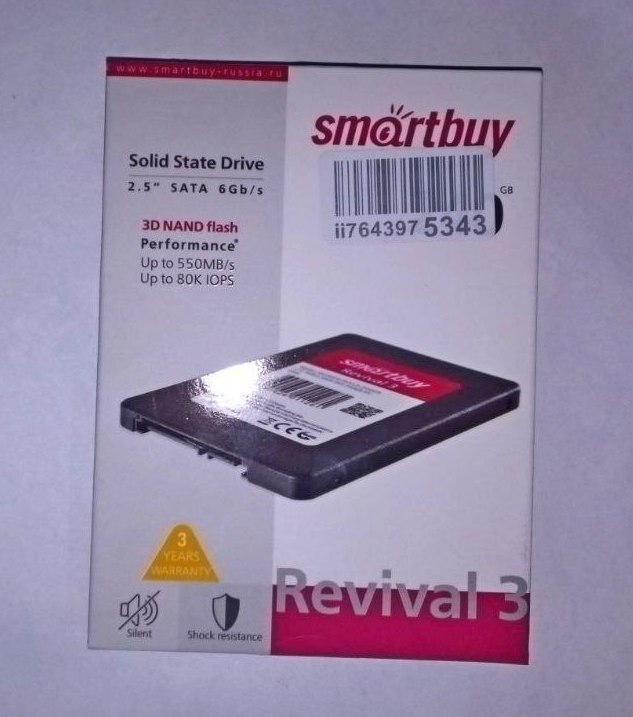 www.smartbuy-russia.ru
smartbuy
Solid State Drive
2.5" SATA 6Gb/s
GB
ii764397 5343
3D NAND flash
Performance*
Up to 550MB/s
Up to 80K IOPS
smartbuy
Revival 3
3
YEARS
WARRANTY
Revival 3
Silent
Shock resistance